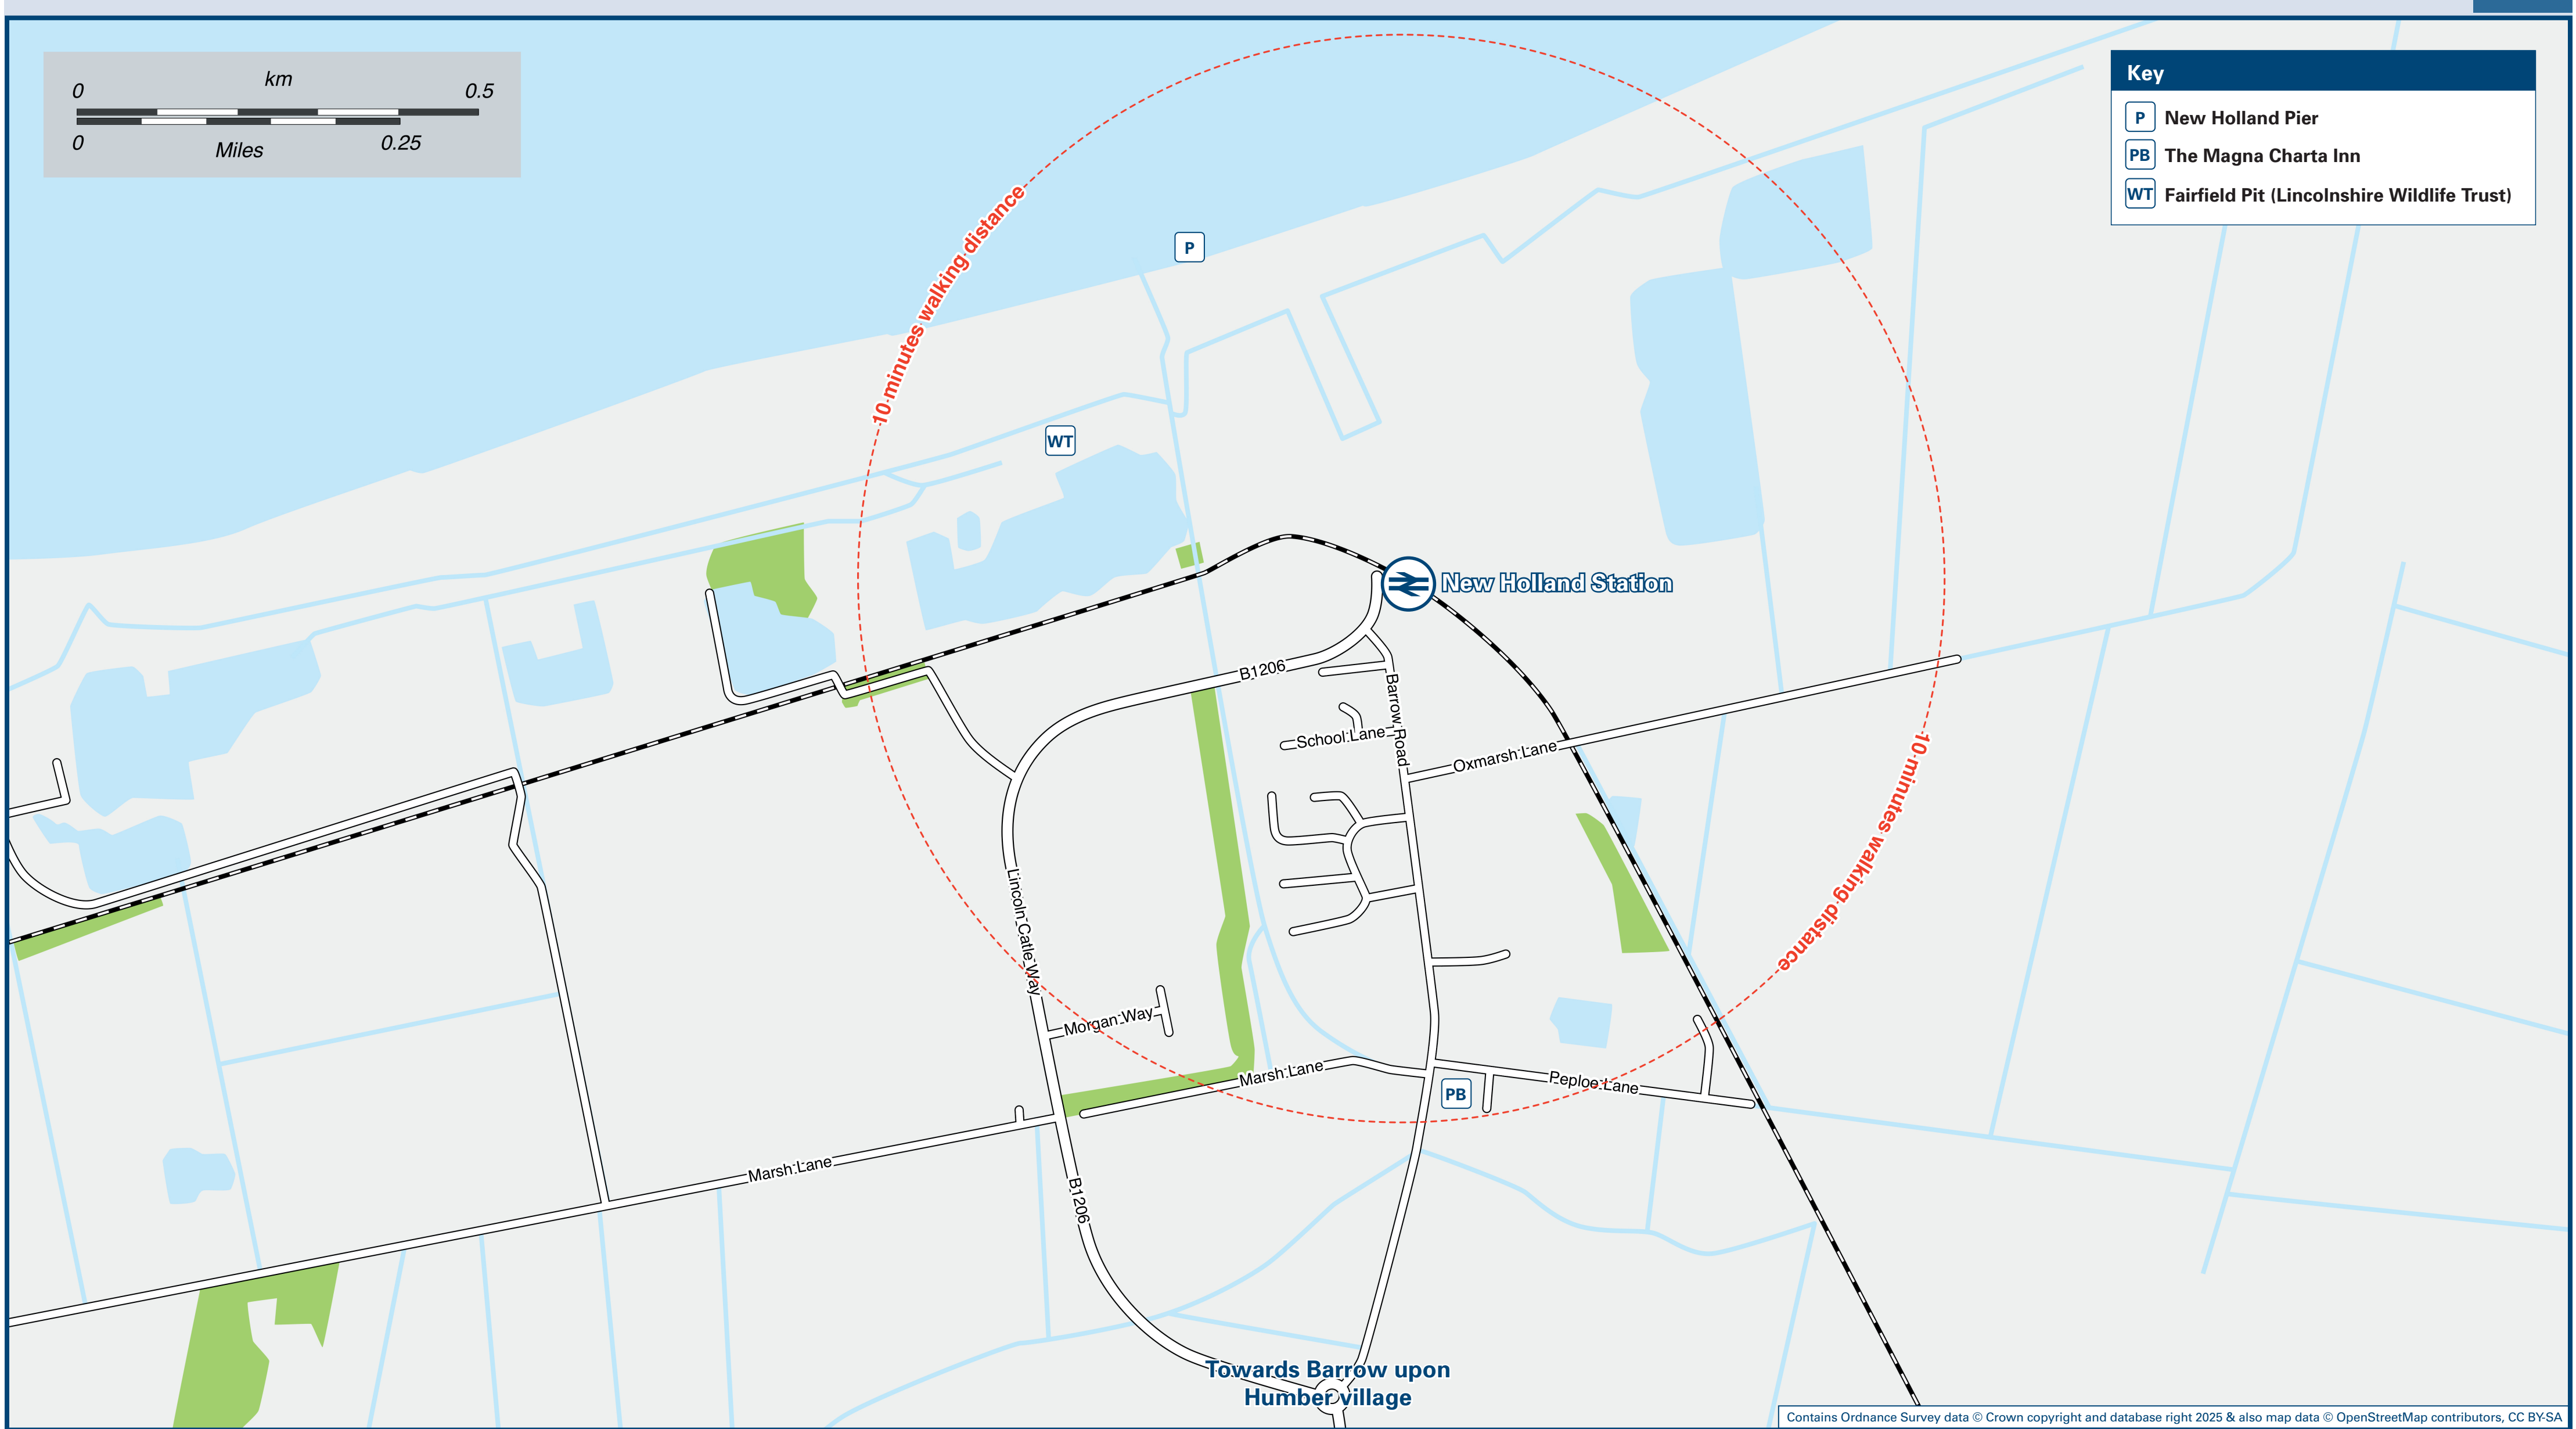 km
0
0.5
0
0.25
Miles
Key
P New Holland Pier
PB The Magna Charta Inn
WT Fairfield Pit (Lincolnshire Wildlife Trust)
10 minutes walking distance
P
WT
New Holland Station
B1206
Barrow Road
School Lane
Oxmarsh Lane
10 minutes walking distance
Lincoln Catle Way
Morgan Way
Marsh Lane
Peploe Lane
PB
Marsh Lane
B1206
Towards Barrow upon
Humber village
Contains Ordnance Survey data © Crown copyright and database right 2025 & also map data © OpenStreetMap contributors, CC BY-SA